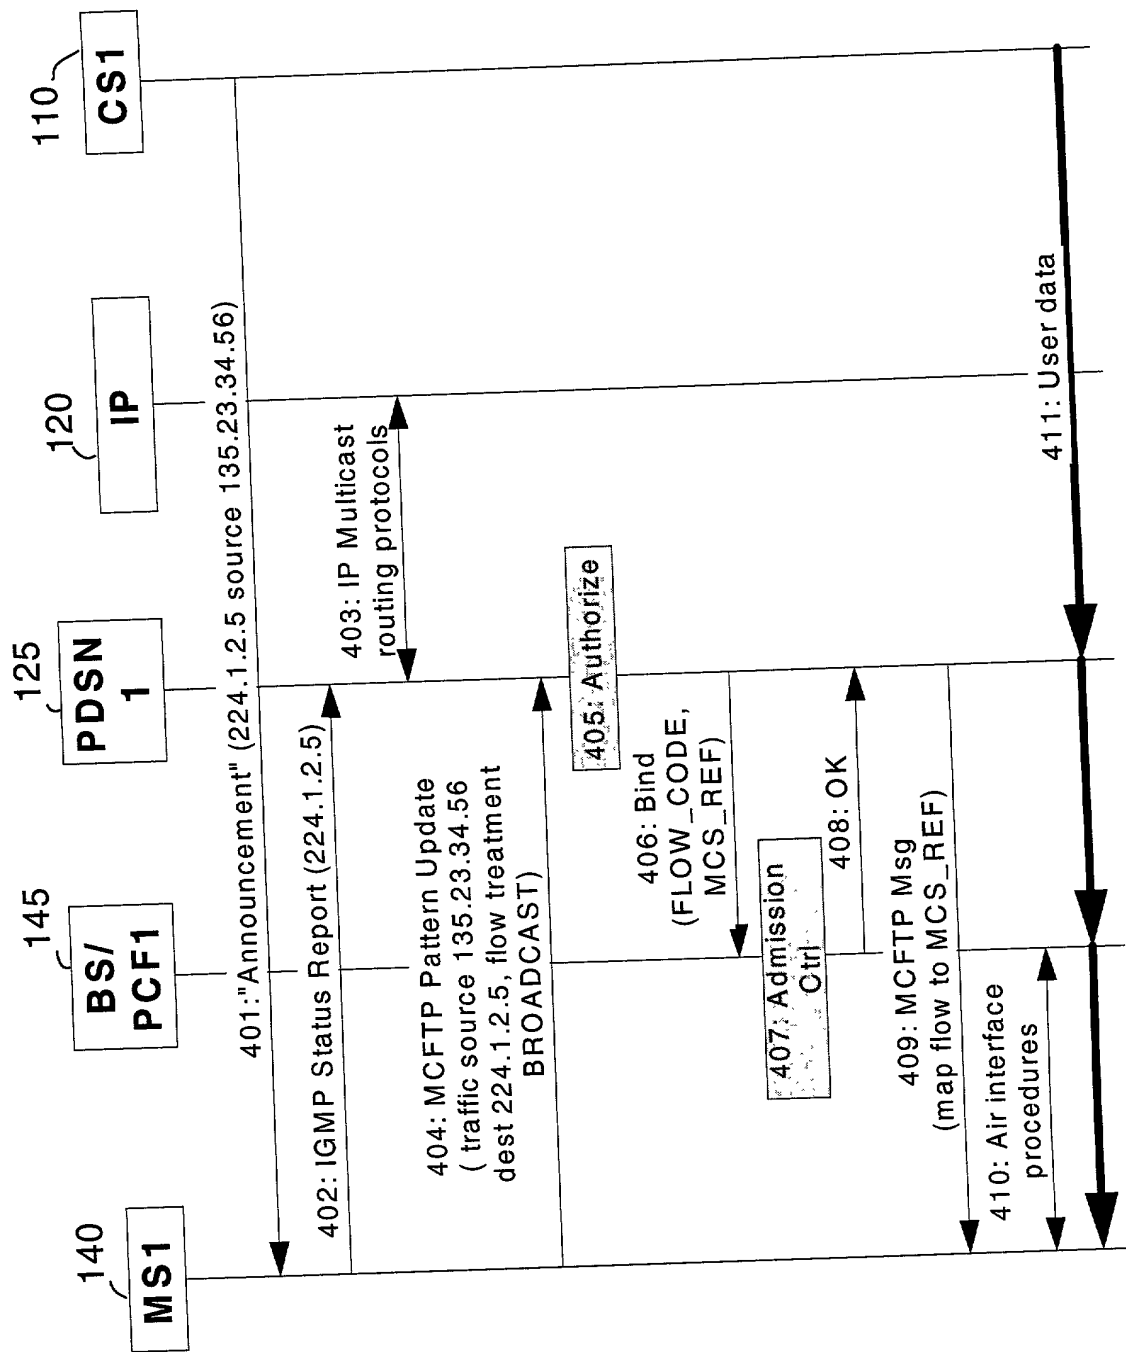 140
MS1
145
BS/
PCF1
125
PDSN
1
120
IP
110
CS1
401:"Announcement" (224.1.2.5 source 135.23.34.56)
402: IGMP Status Report (224.1.2.5)
403: IP Multicast
routing protocols
404: MCFTP Pattern Update
( traffic source 135.23.34.56
dest 224.1.2.5, flow treatment
BROADCAST)
405: Authorize
406: Bind
(FLOW_CODE,
MCS_REF)
407: Admission
Ctrl
408: OK
409: MCFTP Msg
(map flow to MCS_REF)
410: Air interface
procedures
411: User data